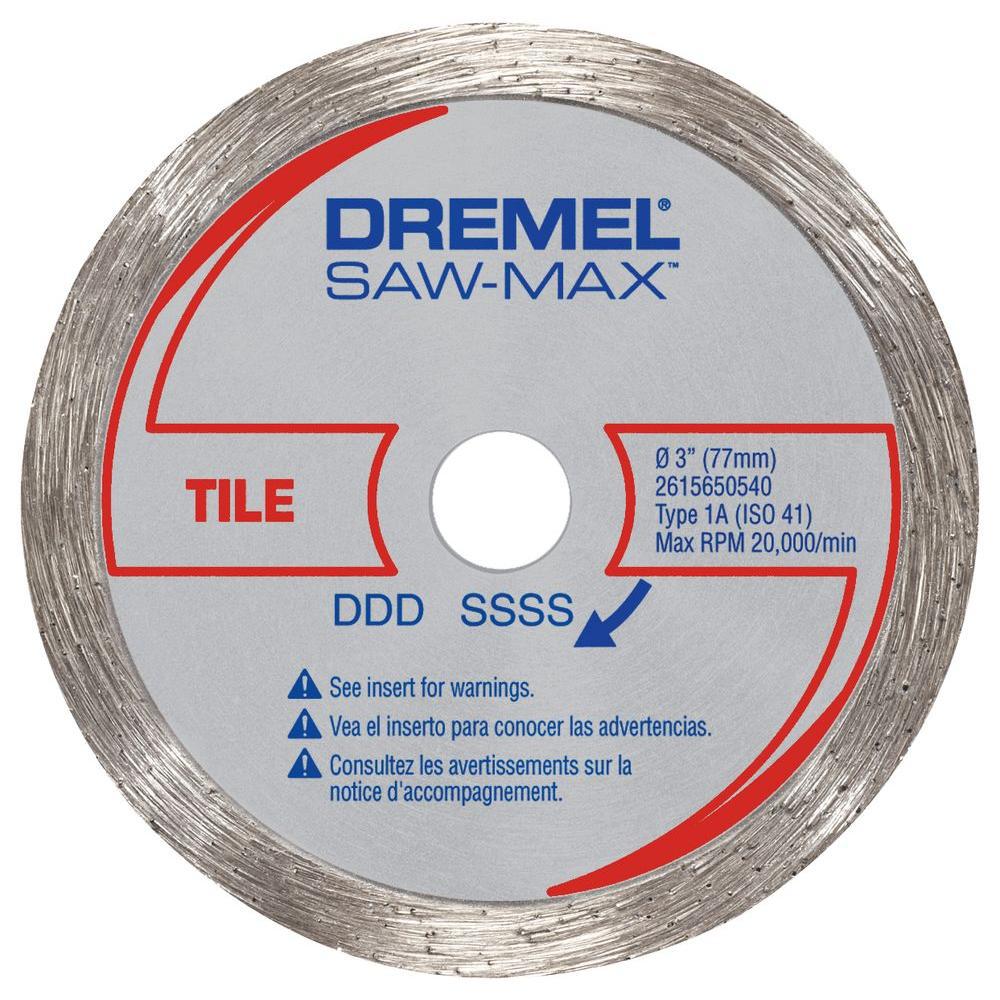 DREMEL®
SAW-MAX™
TILE
Ø 3” (77mm)
2615650540
Type 1A (ISO 41)
Max RPM 20,000/min
DDD SSSS
See insert for warnings.
Vea el inserto para conocer las advertencias.
Consultez les avertissements sur la
notice d'accompagnement.